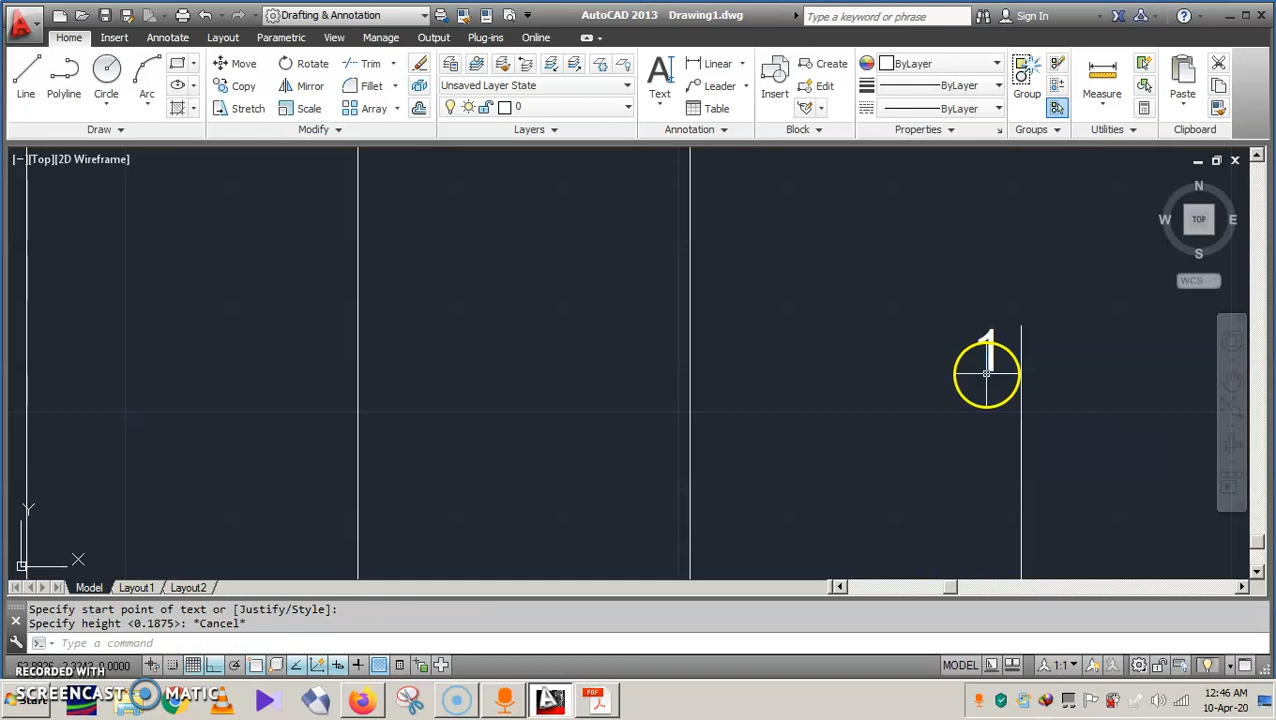 Drafting & Annotation
AutoCAD 2013 Drawing1.dwg
Type a keyword or phrase
Sign In
Home Insert Annotate Layout Parametric View Manage Output Plug-ins Online
Line Polyline Circle Arc
Move Rotate Trim
Copy Mirror Fillet
Stretch Scale Array
Unsaved Layer State
0
Text
Linear
Leader
Table
Insert
Create
Edit
ByLayer
ByLayer
ByLayer
Group
Measure
Paste
Draw Modify Layers Annotation Block Properties Groups Utilities Clipboard
[−][Top][2D Wireframe]
N
W TOP E
S
WCS
1
Y
X
Model Layout1 Layout2
Specify start point of text or [Justify/Style]:
Specify height <0.1875>: *Cancel*
Type a command
MODEL
1:1
RECORDED WITH
SCREENCAST MATIC
Start
PDF
12:46 AM
10-Apr-20